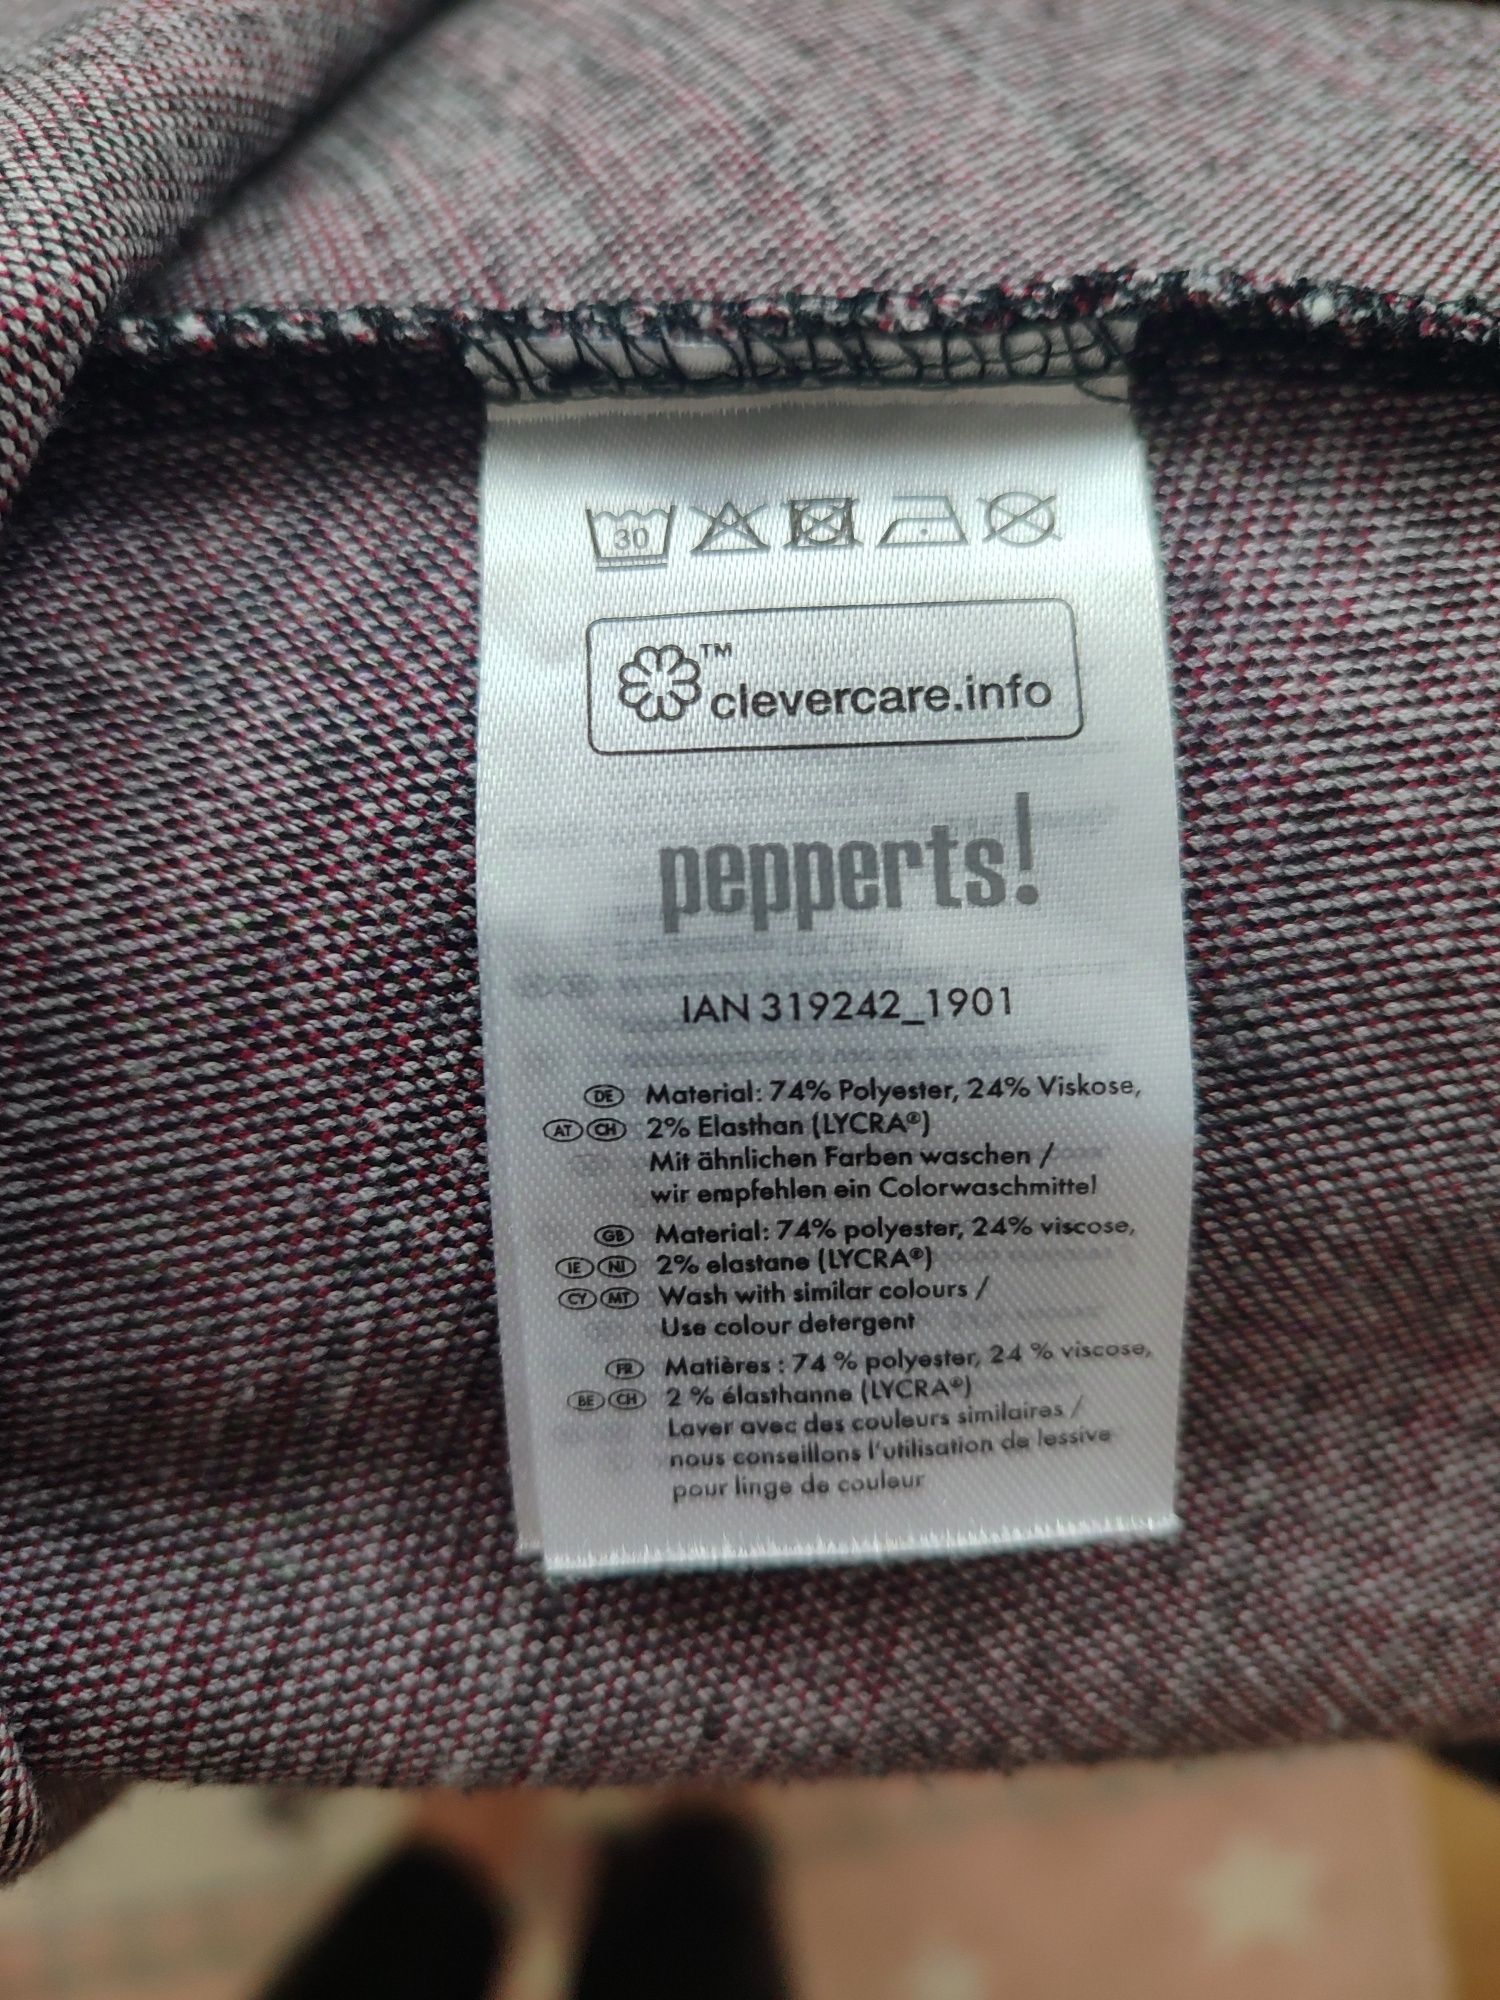 30
™
clevercare.info
pepperts!
IAN 319242_1901
DE Material: 74% Polyester, 24% Viskose,
AT CH 2% Elasthan (LYCRA®)
Mit ähnlichen Farben waschen /
wir empfehlen ein Colorwaschmittel
GB Material: 74% polyester, 24% viscose,
IE NI 2% elastane (LYCRA®)
CY MT Wash with similar colours /
Use colour detergent
FR Matières : 74 % polyester, 24 % viscose,
BE CH 2 % élasthanne (LYCRA®)
Laver avec des couleurs similaires /
nous conseillons l'utilisation de lessive
pour linge de couleur